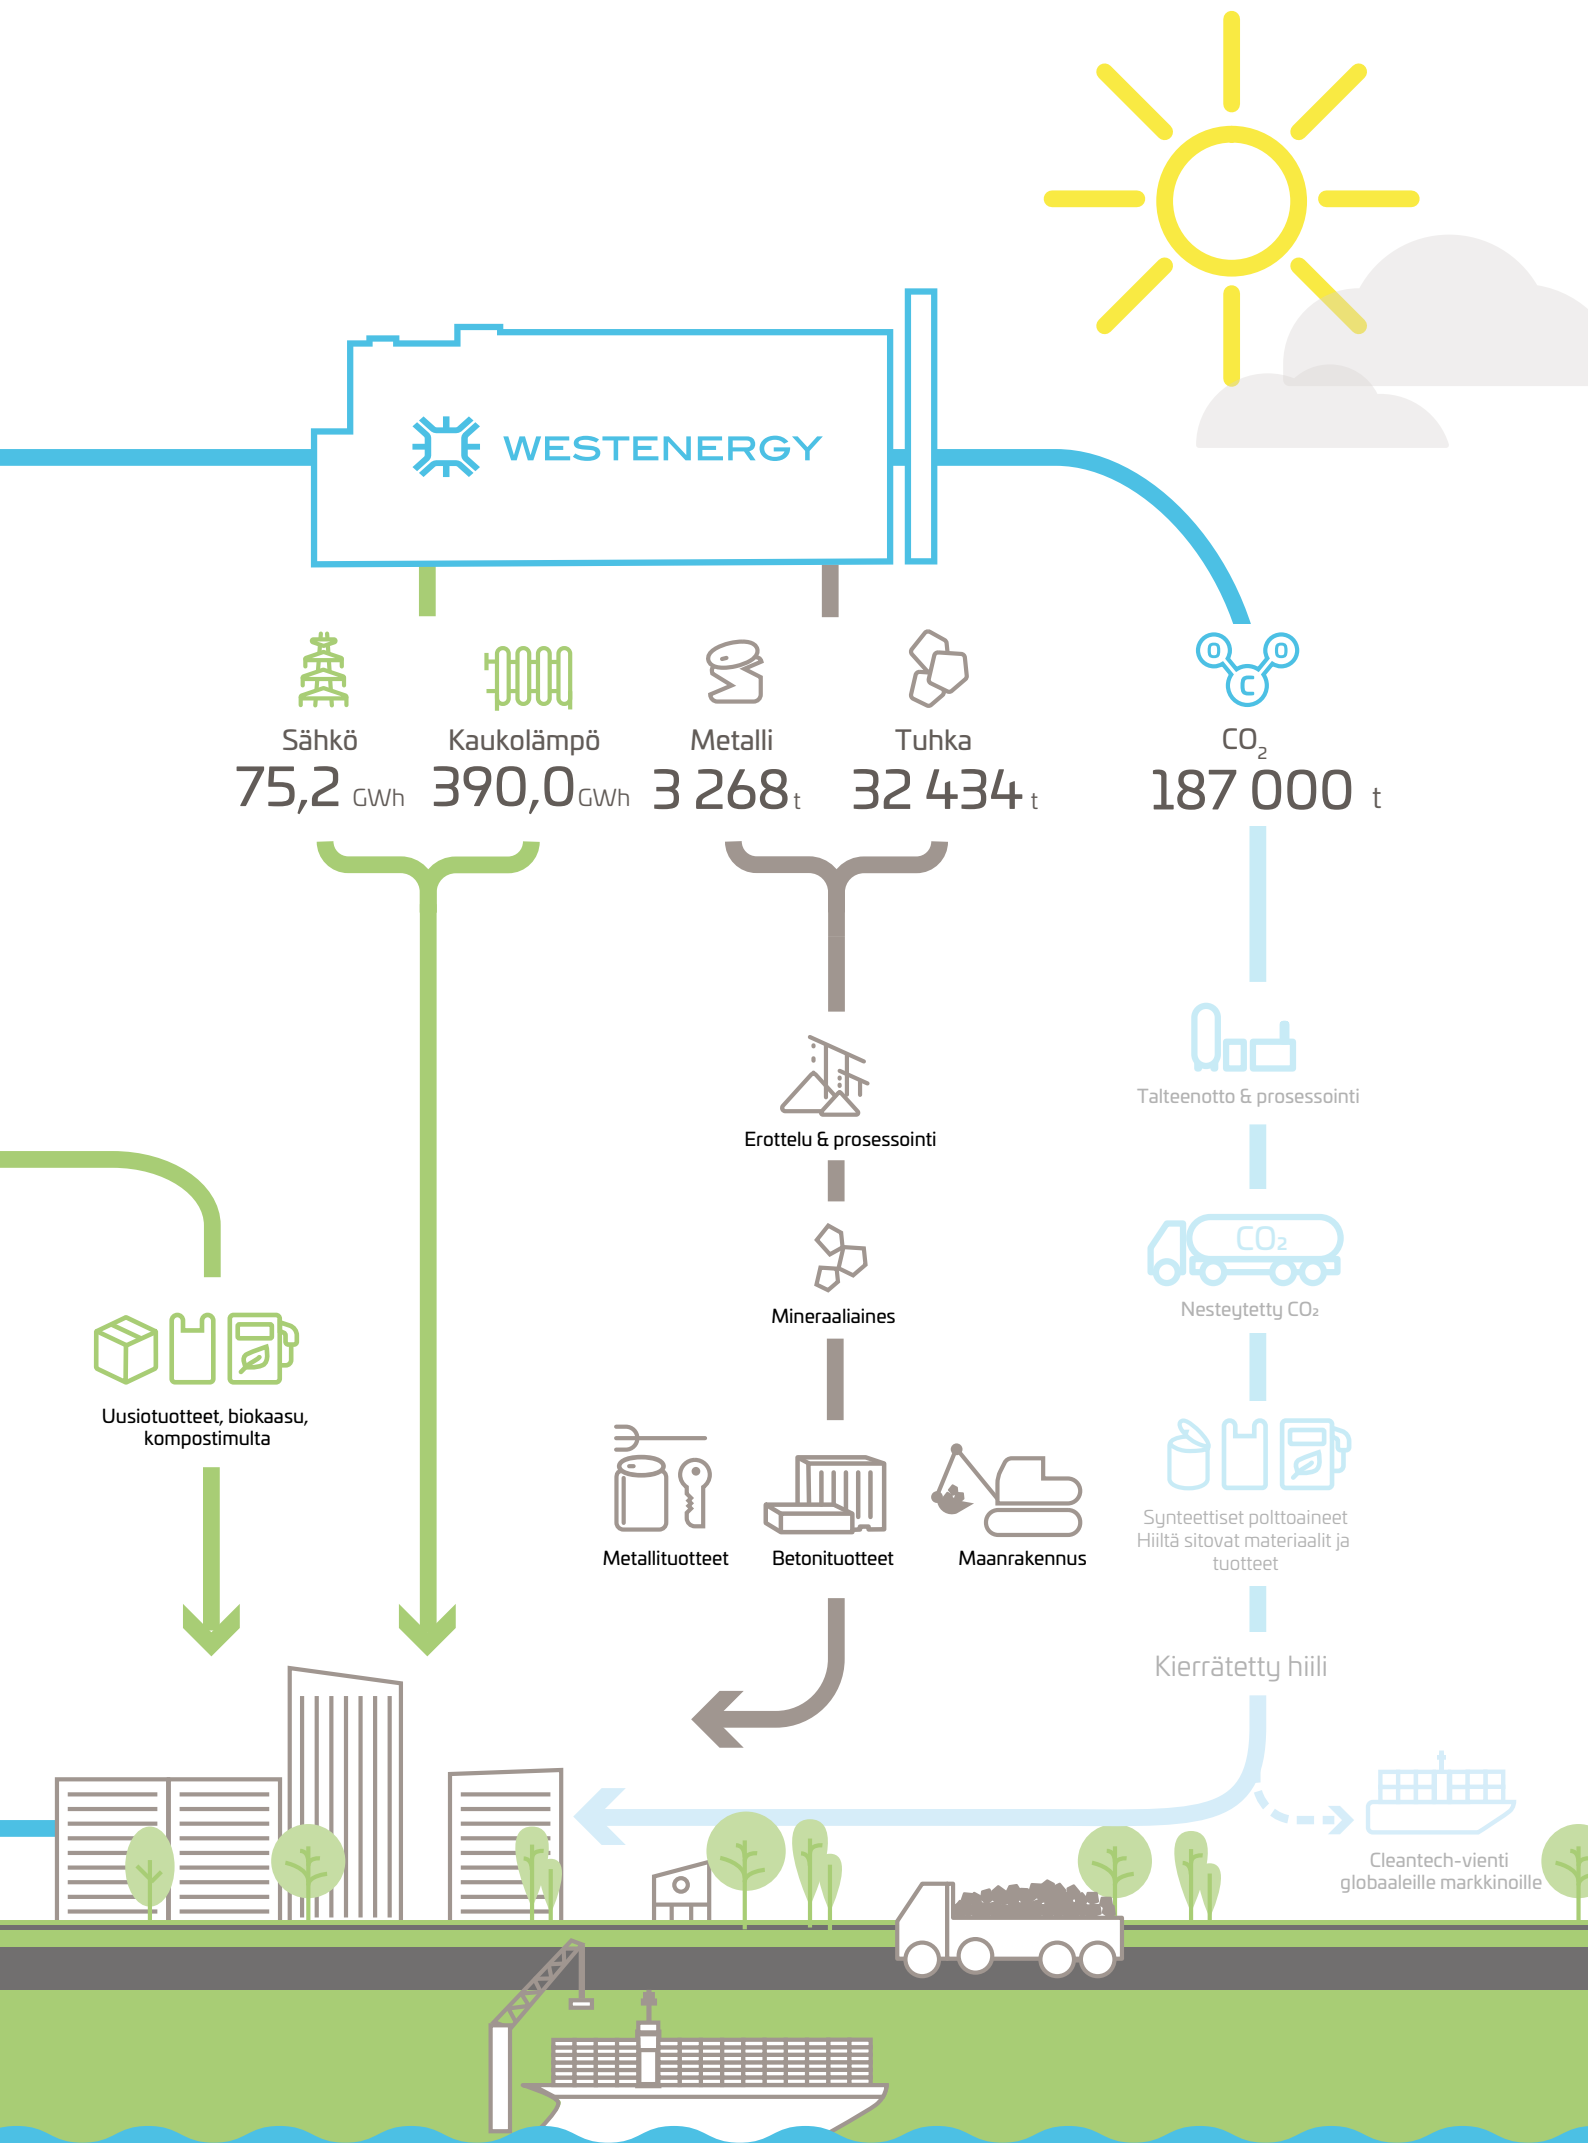 WESTENERGY
O O
C
Sähkö
75,2 GWh
Kaukolämpö
390,0 GWh
Metalli
3 268 t
Tuhka
32 434 t
CO₂
187 000 t
Talteenotto & prosessointi
Erottelu & prosessointi
CO₂
Nesteytetty CO₂
Mineraaliaines
Uusiotuotteet, biokaasu,
kompostimulta
Metallituotteet
Betonituotteet
Maanrakennus
Synteettiset polttoaineet
Hiiltä sitovat materiaalit ja
tuotteet
Kierrätetty hiili
Cleantech-vienti
globaaleille markkinoille